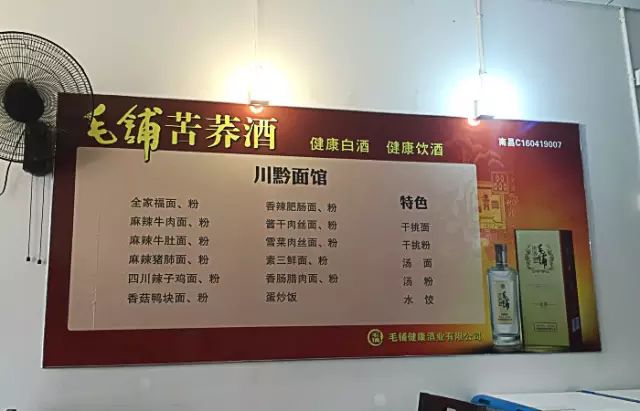 毛铺苦荞酒 健康白酒 健康饮酒 南昌C160419007
川黔面馆
全家福面、粉
麻辣牛肉面、粉
麻辣牛肚面、粉
麻辣猪肺面、粉
四川辣子鸡面、粉
香菇鸭块面、粉
香辣肥肠面、粉
酱干肉丝面、粉
雪菜肉丝面、粉
素三鲜面、粉
香肠腊肉面、粉
蛋炒饭
特色
干挑面
干挑粉
汤 面
汤 粉
水 饺
毛铺
毛铺健康酒业有限公司